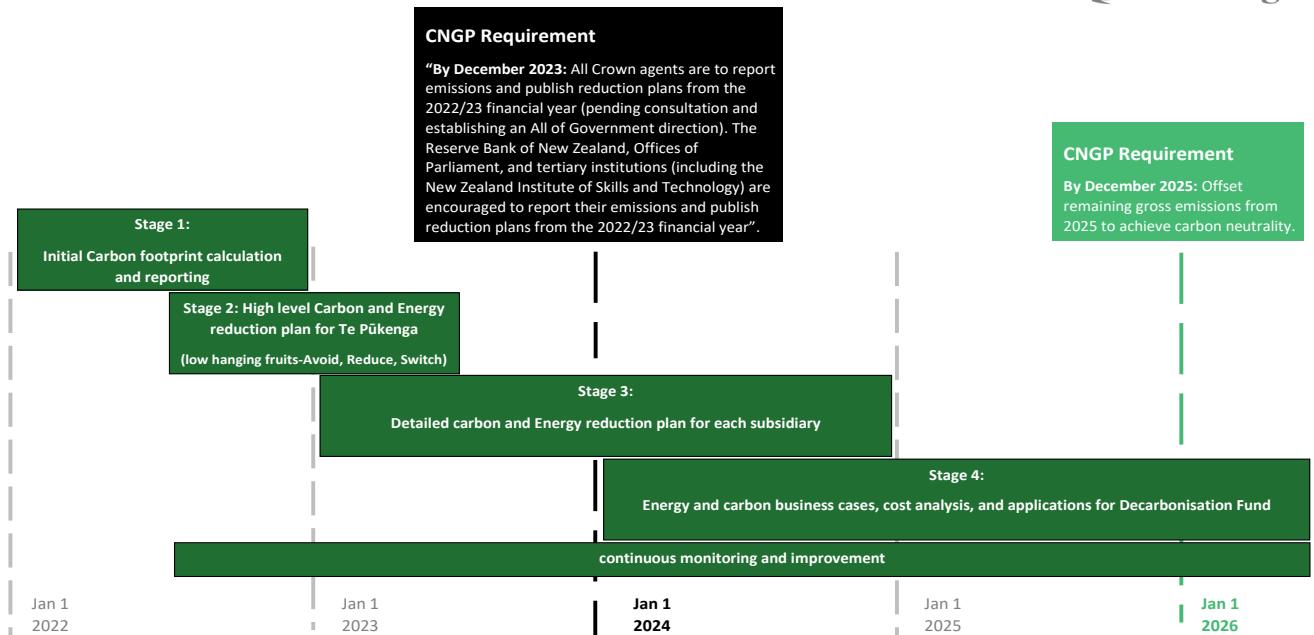 CNGP Requirement
“By December 2023: All Crown agents are to report
emissions and publish reduction plans from the
2022/23 financial year (pending consultation and
establishing an All of Government direction). The
Reserve Bank of New Zealand, Offices of
Parliament, and tertiary institutions (including the
New Zealand Institute of Skills and Technology) are
encouraged to report their emissions and publish
reduction plans from the 2022/23 financial year”.
CNGP Requirement
By December 2025: Offset
remaining gross emissions from
2025 to achieve carbon neutrality.
Stage 1:
Initial Carbon footprint calculation
and reporting
Stage 2: High level Carbon and Energy
reduction plan for Te Pūkenga
(low hanging fruits-Avoid, Reduce, Switch)
Stage 3:
Detailed carbon and Energy reduction plan for each subsidiary
Stage 4:
Energy and carbon business cases, cost analysis, and applications for Decarbonisation Fund
continuous monitoring and improvement
Jan 1
2022
Jan 1
2023
Jan 1
2024
Jan 1
2025
Jan 1
2026